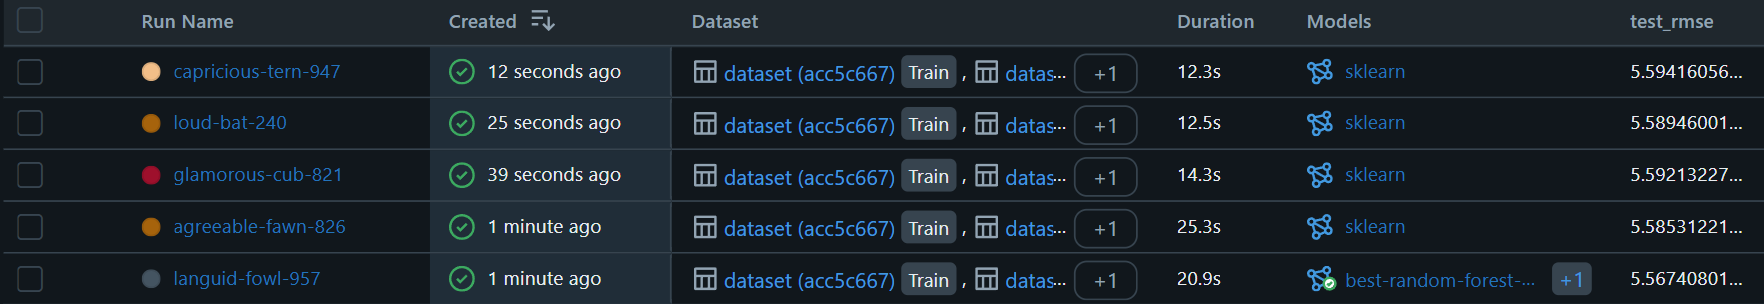 Run Name Created Dataset Duration Models test_rmse
capricious-tern-947 12 seconds ago dataset (acc5c667) Train , datas... +1 12.3s sklearn 5.59416056...
loud-bat-240 25 seconds ago dataset (acc5c667) Train , datas... +1 12.5s sklearn 5.58946001...
glamorous-cub-821 39 seconds ago dataset (acc5c667) Train , datas... +1 14.3s sklearn 5.59213227...
agreeable-fawn-826 1 minute ago dataset (acc5c667) Train , datas... +1 25.3s sklearn 5.58531221...
languid-fowl-957 1 minute ago dataset (acc5c667) Train , datas... +1 20.9s best-random-forest-... +1 5.56740801...